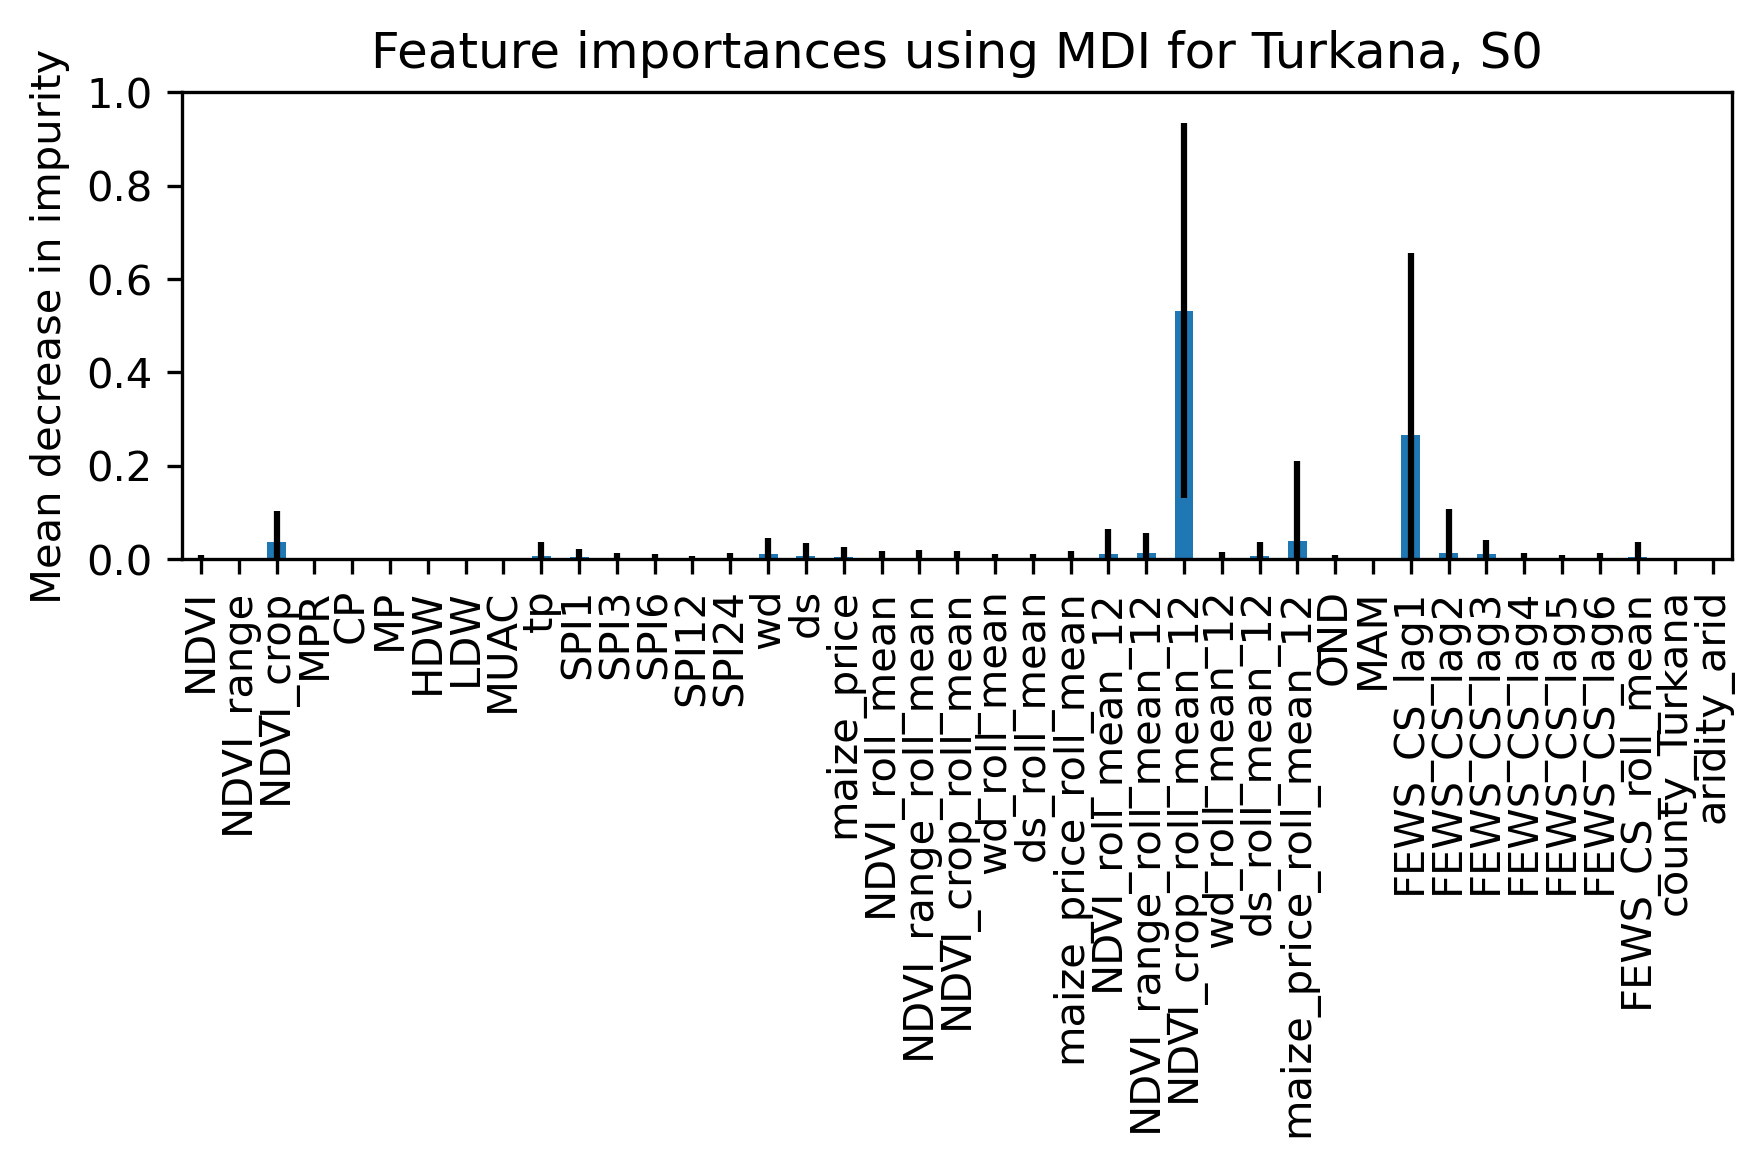 Feature importances using MDI for Turkana, S0
Mean decrease in impurity
1.0
0.8
0.6
0.4
0.2
0.0
NDVI
NDVI_range
NDVI_crop
MPR
CP
MP
HDW
LDW
MUAC
tp
SPI1
SPI3
SPI6
SPI12
SPI24
wd
ds
maize_price
NDVI_roll_mean
NDVI_range_roll_mean
NDVI_crop_roll_mean
wd_roll_mean
ds_roll_mean
maize_price_roll_mean
NDVI_roll_mean_12
NDVI_range_roll_mean_12
NDVI_crop_roll_mean_12
wd_roll_mean_12
ds_roll_mean_12
maize_price_roll_mean_12
OND
MAM
FEWS_CS_lag1
FEWS_CS_lag2
FEWS_CS_lag3
FEWS_CS_lag4
FEWS_CS_lag5
FEWS_CS_lag6
FEWS_CS_roll_mean
county_Turkana
aridity_arid